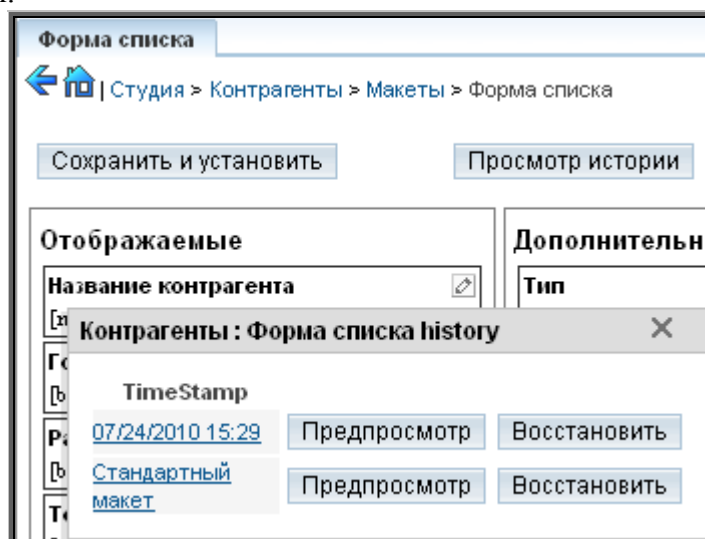 Форма списка
| Студия > Контрагенты > Макеты > Форма списка
Сохранить и установить Просмотр истории
Отображаемые Дополнительн
Название контрагента Тип
Контрагенты : Форма списка history
TimeStamp
07/24/2010 15:29 Предпросмотр Восстановить
Стандартный
макет
Предпросмотр Восстановить